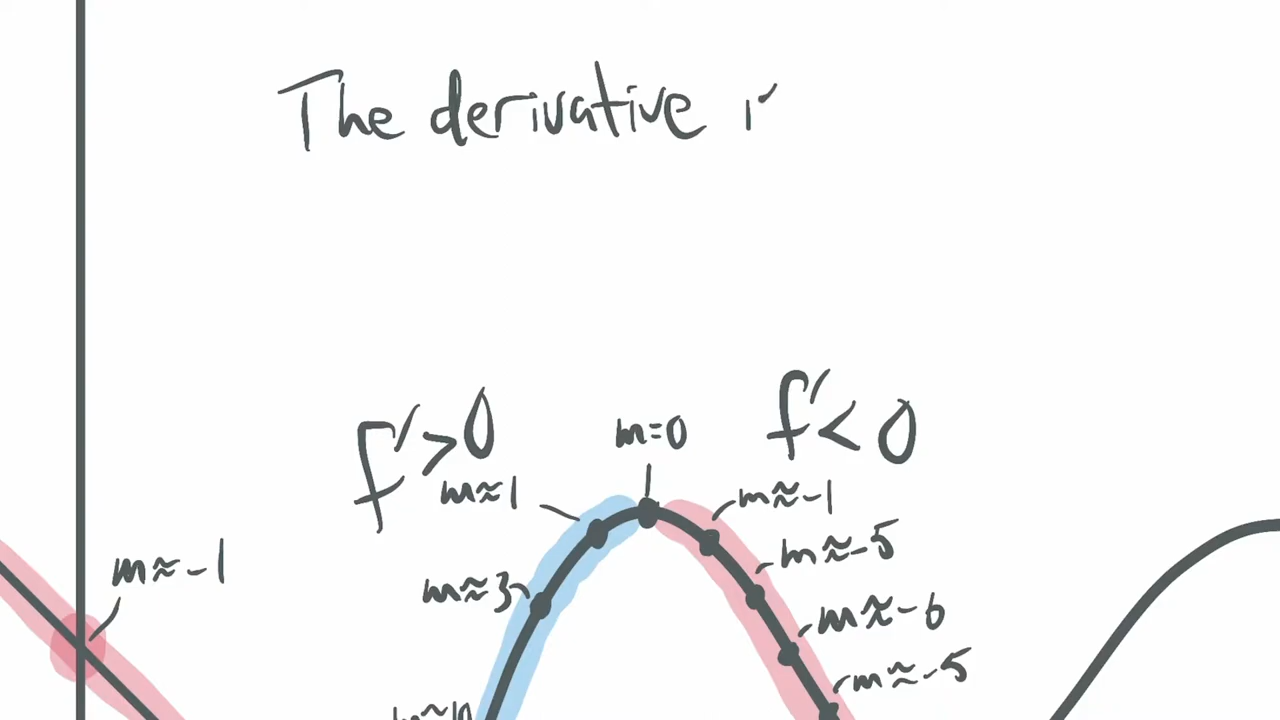 The derivative i
f'>0
m=0
f'<0
m≈1
m≈-1
m≈3
m≈-5
m≈-1
m≈-6
m≈-5